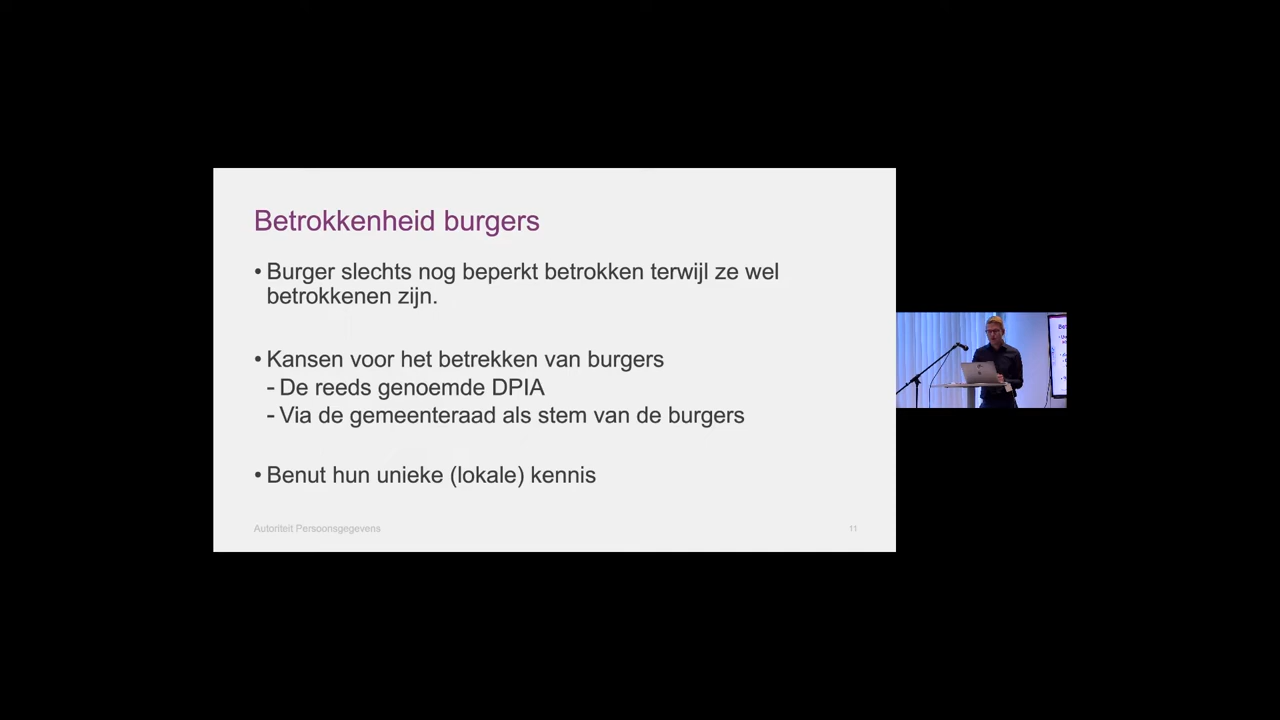 Betrokkenheid burgers
• Burger slechts nog beperkt betrokken terwijl ze wel
betrokkenen zijn.
• Kansen voor het betrekken van burgers
- De reeds genoemde DPIA
- Via de gemeenteraad als stem van de burgers
• Benut hun unieke (lokale) kennis
Autoriteit Persoonsgegevens
11